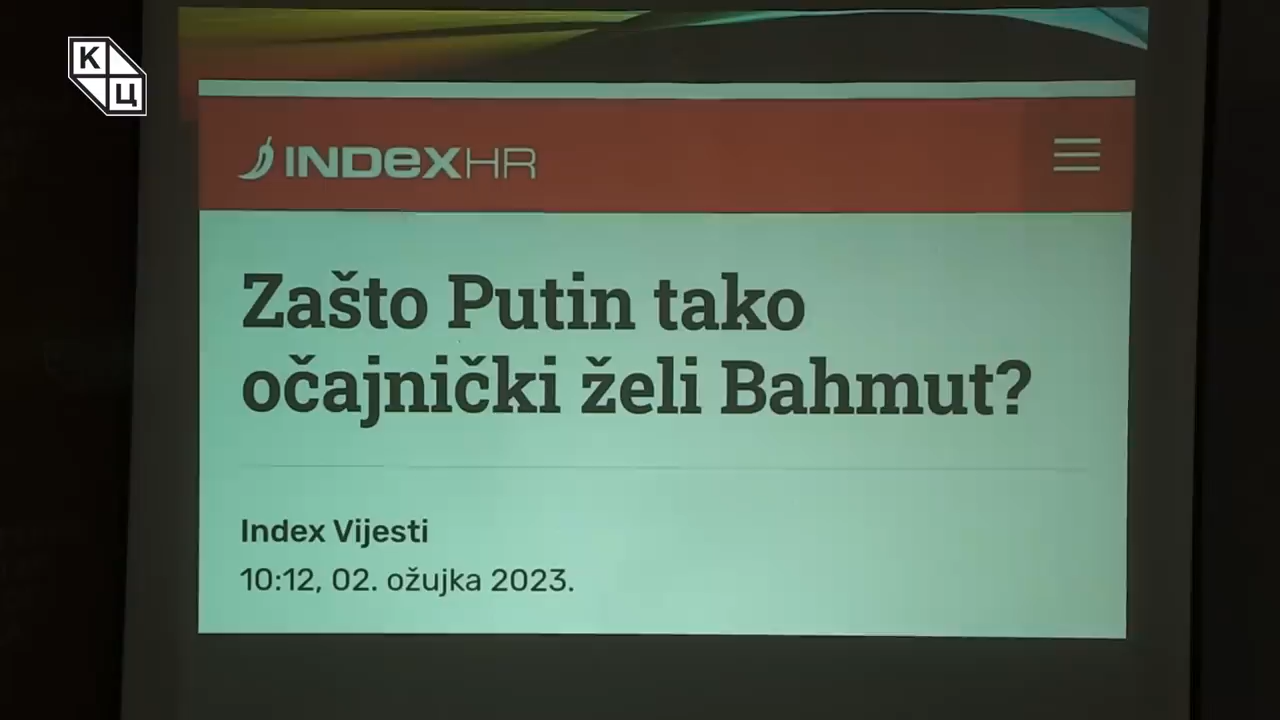 К
Ц
INDEXHR
Zašto Putin tako
očajnički želi Bahmut?
Index Vijesti
10:12, 02. ožujka 2023.